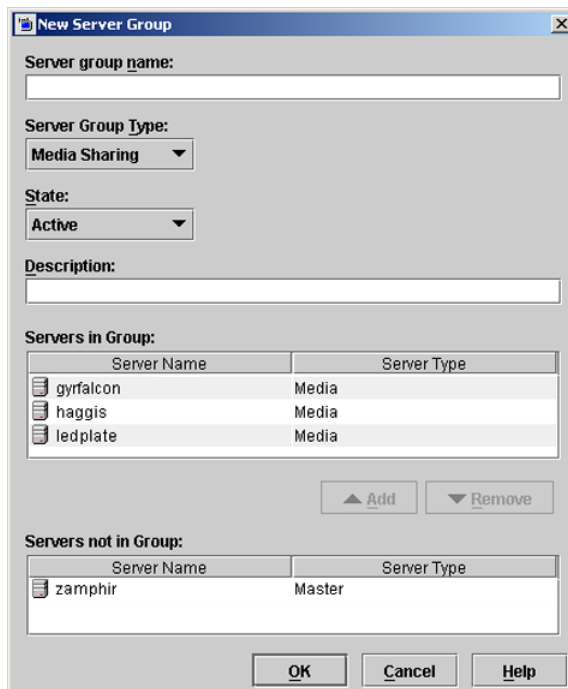 New Server Group
Server group name:
Server Group Type:
Media Sharing
State:
Active
Description:
Servers in Group:
Server Name Server Type
gyrfalcon Media
haggis Media
ledplate Media
Add Remove
Servers not in Group:
Server Name Server Type
zamphir Master
OK Cancel Help